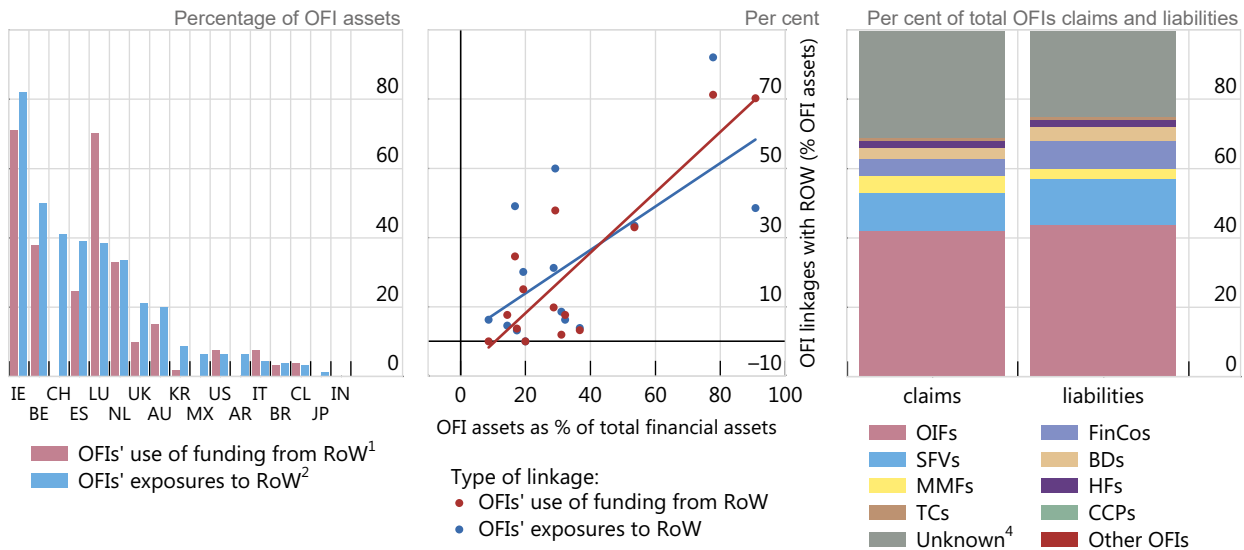 Percentage of OFI assets
80
60
40
20
0
IE CH LU UK KR US IT CL IN
BE ES NL AU MX AR BR JP
OFIs' use of funding from RoW1
OFIs' exposures to RoW2
Per cent
70
50
30
10
–10
OFI linkages with ROW (% OFI assets)
0 20 40 60 80 100
OFI assets as % of total financial assets
Type of linkage:
OFIs' use of funding from RoW
OFIs' exposures to RoW
Per cent of total OFIs claims and liabilities
80
60
40
20
0
claims liabilities
OIFs FinCos
SFVs BDs
MMFs HFs
TCs CCPs
Unknown4 Other OFIs